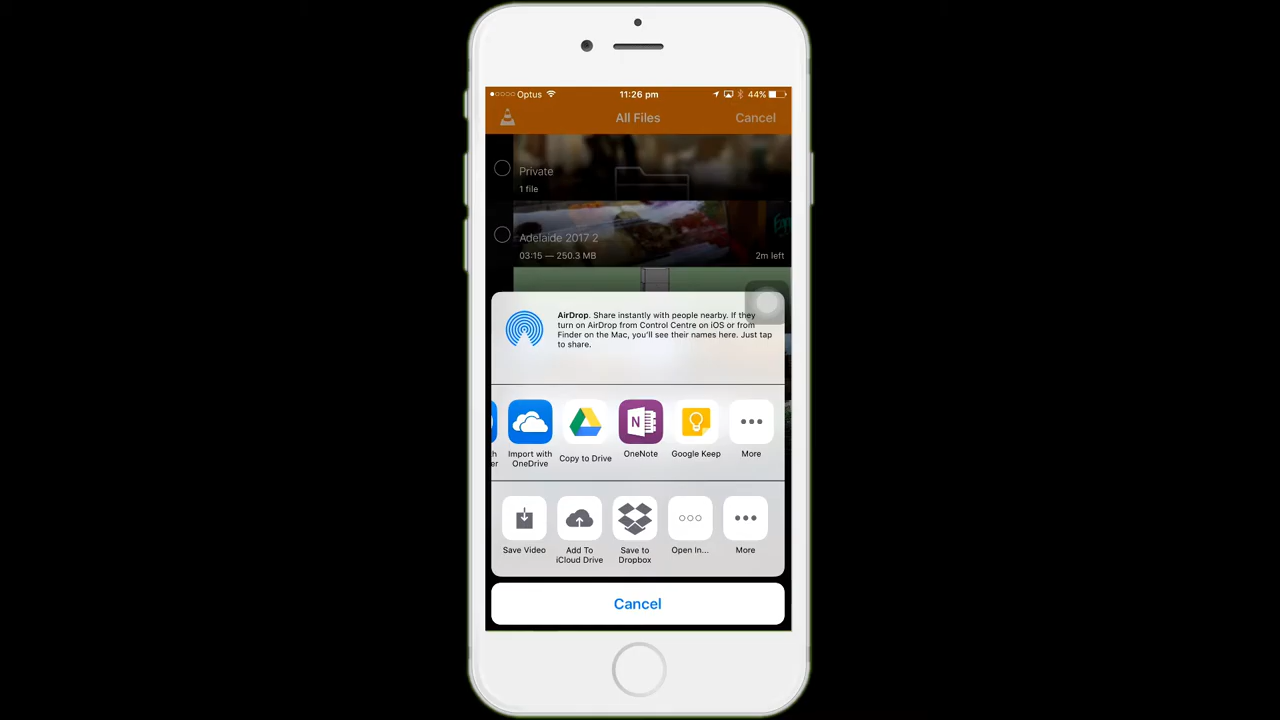 Optus 11:26 pm 44%
All Files Cancel
Private
1 file
Adelaide 2017 2
03:15 — 250.3 MB 2m left
AirDrop. Share instantly with people nearby. If they
turn on AirDrop from Control Centre on iOS or from
Finder on the Mac, you'll see their names here. Just tap
to share.
Import with
OneDrive
Copy to Drive
N
OneNote
Google Keep
More
Save Video
Add To
iCloud Drive
Save to
Dropbox
Open In...
More
Cancel